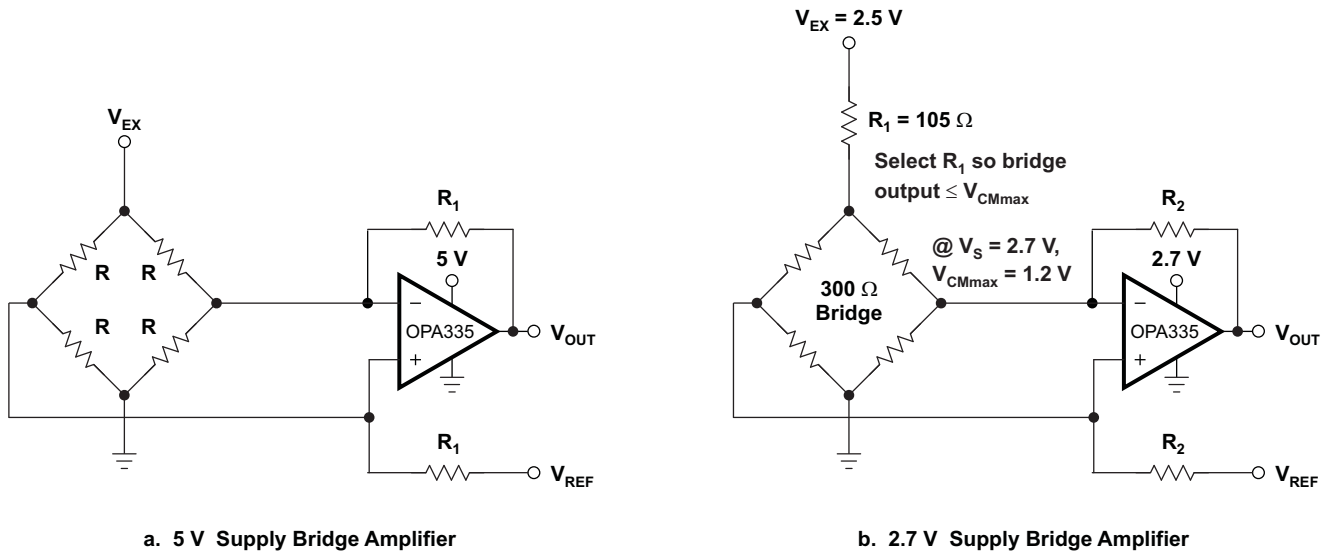 V_EX
R R
R R
R_1
5 V
−
OPA335
+
V_OUT
R_1
V_REF
a. 5 V Supply Bridge Amplifier
V_EX = 2.5 V
R_1 = 105 Ω
Select R_1 so bridge
output ≤ V_CMmax
@ V_S = 2.7 V,
V_CMmax = 1.2 V
300 Ω
Bridge
R_2
2.7 V
−
OPA335
+
V_OUT
R_2
V_REF
b. 2.7 V Supply Bridge Amplifier